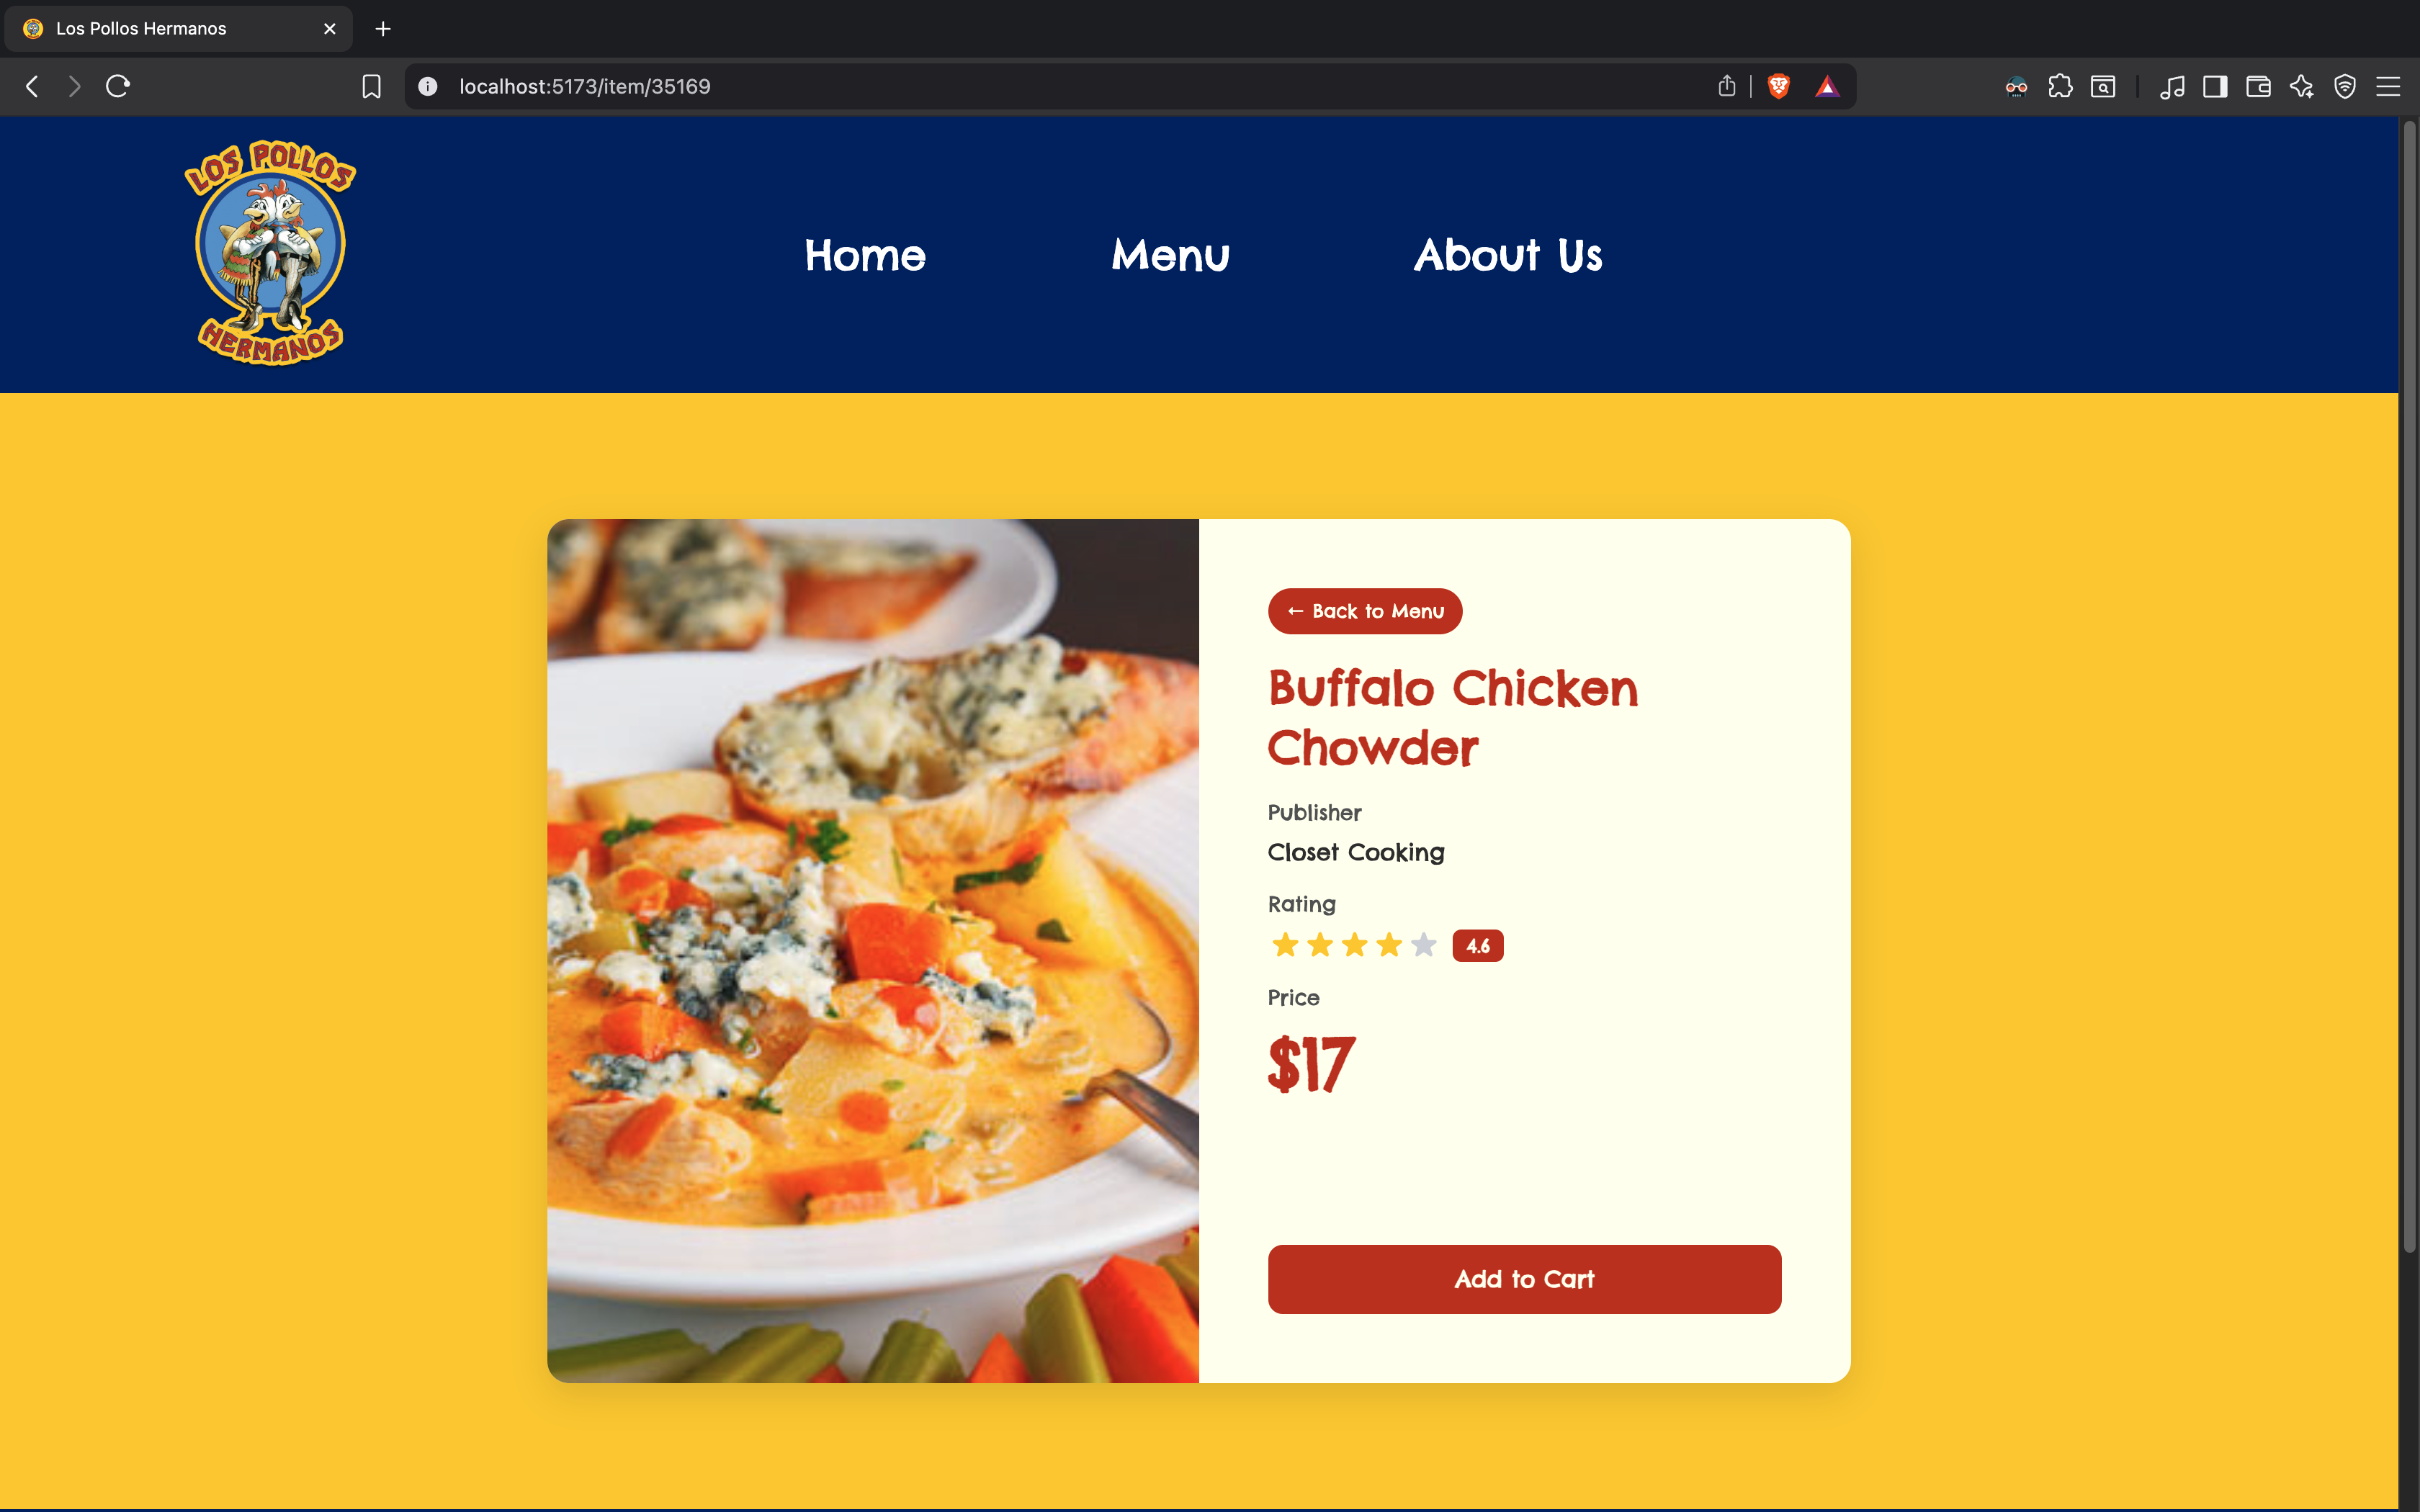 Los Pollos Hermanos
localhost:5173/item/35169
LOS POLLOS
HERMANOS
Home
Menu
About Us
← Back to Menu
Buffalo Chicken
Chowder
Publisher
Closet Cooking
Rating
4.6
Price
$17
Add to Cart